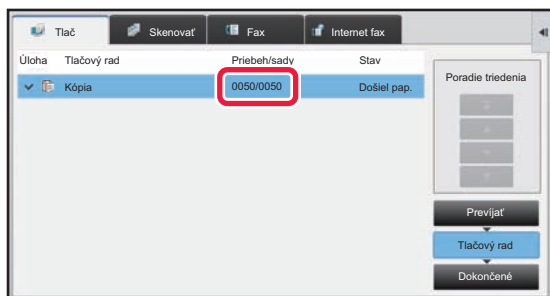 Tlač Skenovať Fax Internet fax
Úloha Tlačový rad Priebeh/sady Stav
Kópia 0050/0050 Došiel pap.
Poradie triedenia
Prevíjať
Tlačový rad
Dokončené